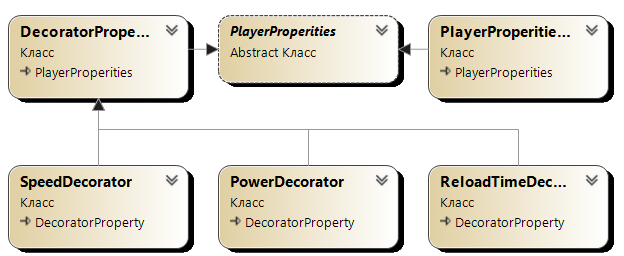 DecoratorPrope...
Класс
PlayerProperities
PlayerProperities
Abstract Класс
PlayerProperitie...
Класс
PlayerProperities
SpeedDecorator
Класс
DecoratorProperty
PowerDecorator
Класс
DecoratorProperty
ReloadTimeDec...
Класс
DecoratorProperty